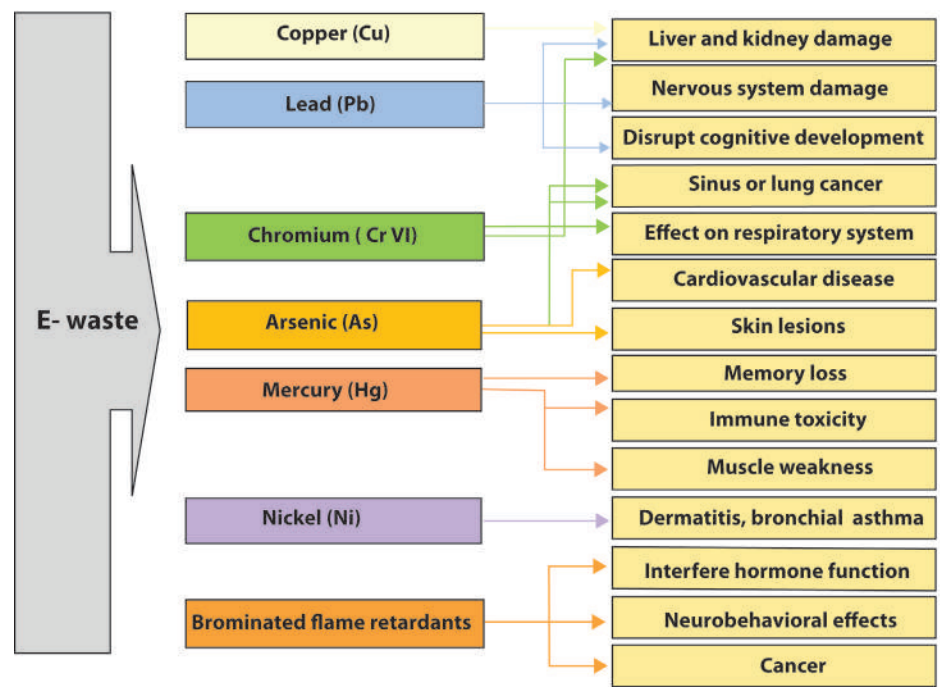 E- waste
Copper (Cu)
Lead (Pb)
Chromium ( Cr VI)
Arsenic (As)
Mercury (Hg)
Nickel (Ni)
Brominated flame retardants
Liver and kidney damage
Nervous system damage
Disrupt cognitive development
Sinus or lung cancer
Effect on respiratory system
Cardiovascular disease
Skin lesions
Memory loss
Immune toxicity
Muscle weakness
Dermatitis, bronchial asthma
Interfere hormone function
Neurobehavioral effects
Cancer